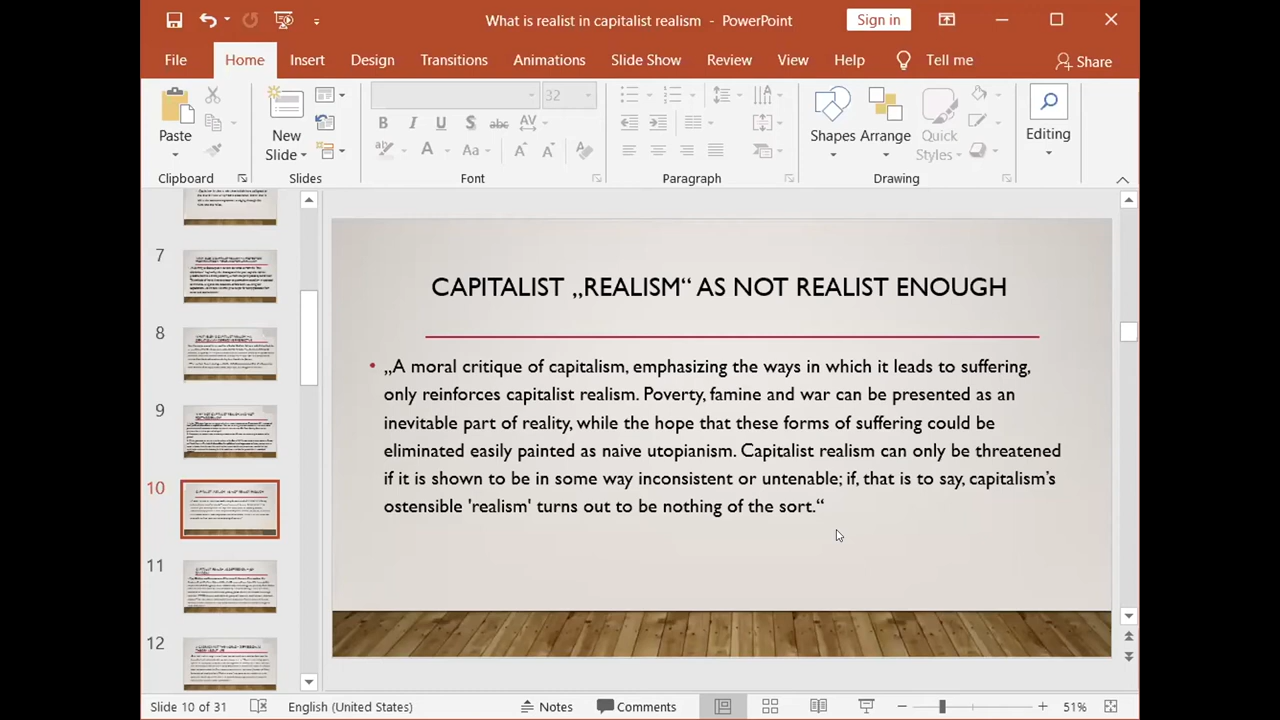 What is realist in capitalist realism - PowerPoint
Sign in
File Home Insert Design Transitions Animations Slide Show Review View Help Tell me Share
32
Paste
New Slide
Shapes
Arrange
Quick Styles
Editing
Clipboard Slides Font Paragraph Drawing
7
8
9
10
11
12
CAPITALIST „REALISM“ AS NOT REALIST ENOUGH
• „A moral critique of capitalism, emphasizing the ways in which it leads to suffering,
only reinforces capitalist realism. Poverty, famine and war can be presented as an
inevitable part of reality, while the hope that these forms of suffering could be
eliminated easily painted as naive utopianism. Capitalist realism can only be threatened
if it is shown to be in some way inconsistent or untenable; if, that is to say, capitalism’s
ostensible ‘realism’ turns out to be nothing of the sort.“
Slide 10 of 31 English (United States) Notes Comments 51%